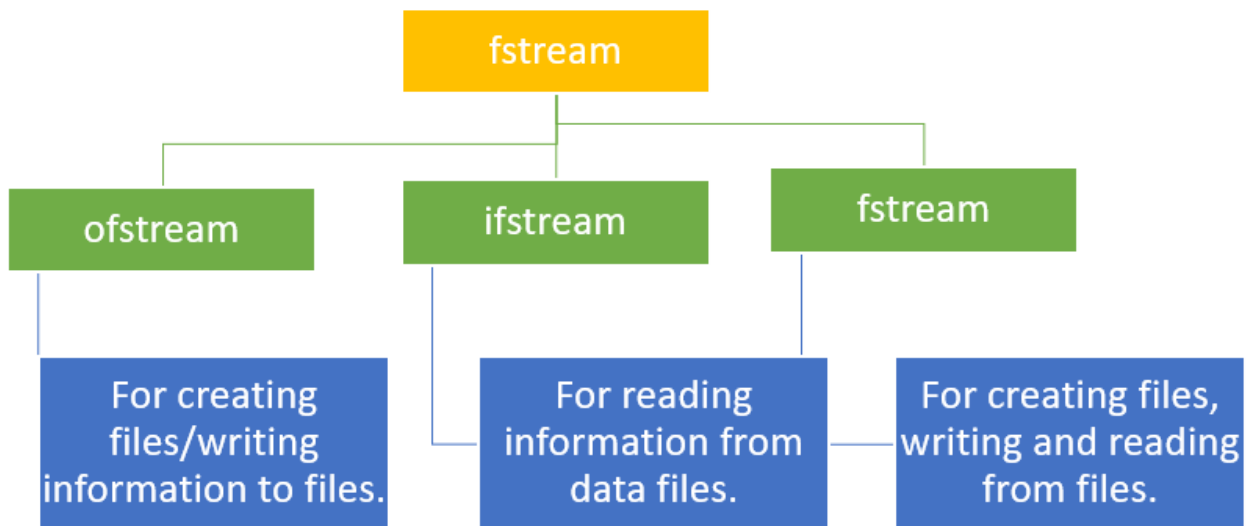 fstream
ofstream
ifstream
fstream
For creating
files/writing
information to files.
For reading
information from
data files.
For creating files,
writing and reading
from files.